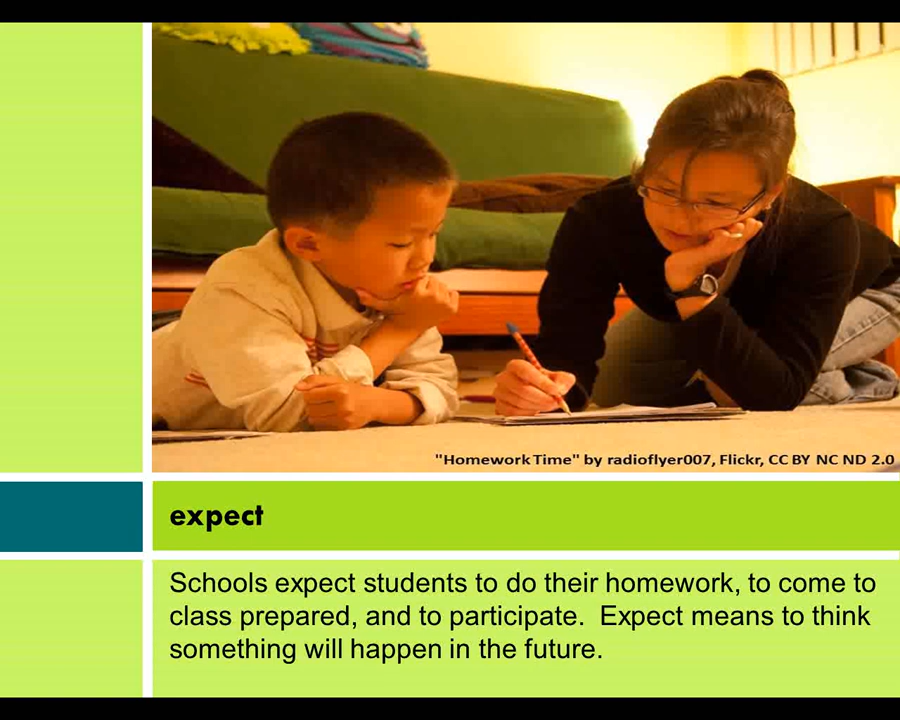 "Homework Time" by radioflyer007, Flickr, CC BY NC ND 2.0
expect
Schools expect students to do their homework, to come to
class prepared, and to participate.  Expect means to think
something will happen in the future.